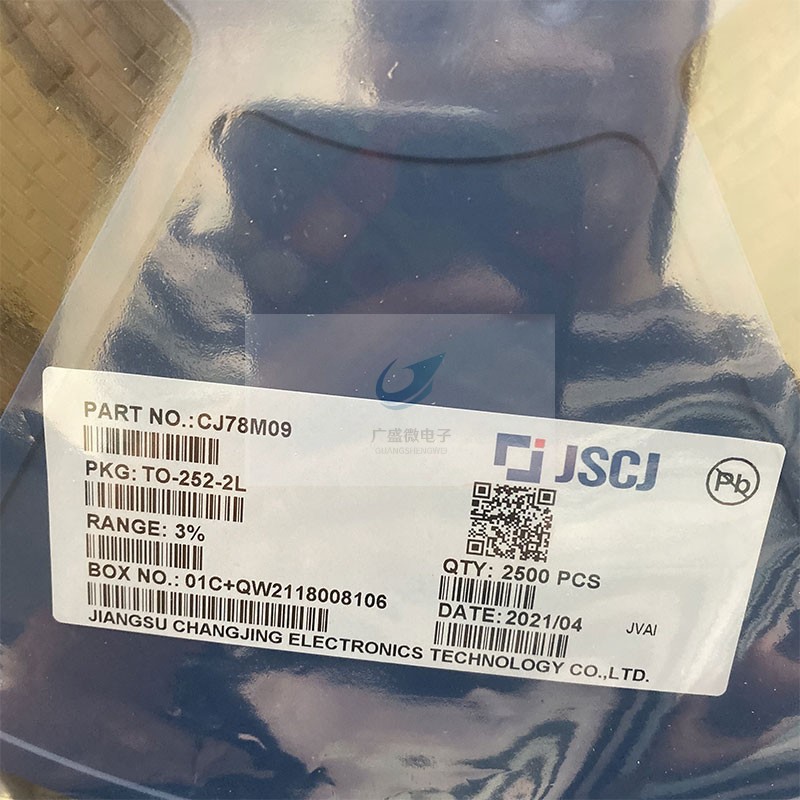 PART NO.:CJ78M09
PKG: TO-252-2L
RANGE: 3%
BOX NO.: 01C+QW2118008106
JSCJ
Pb
QTY: 2500 PCS
DATE: 2021/04
JVAI
JIANGSU CHANGJING ELECTRONICS TECHNOLOGY CO.,LTD.
广盛微电子
GUANGSHENGWEI